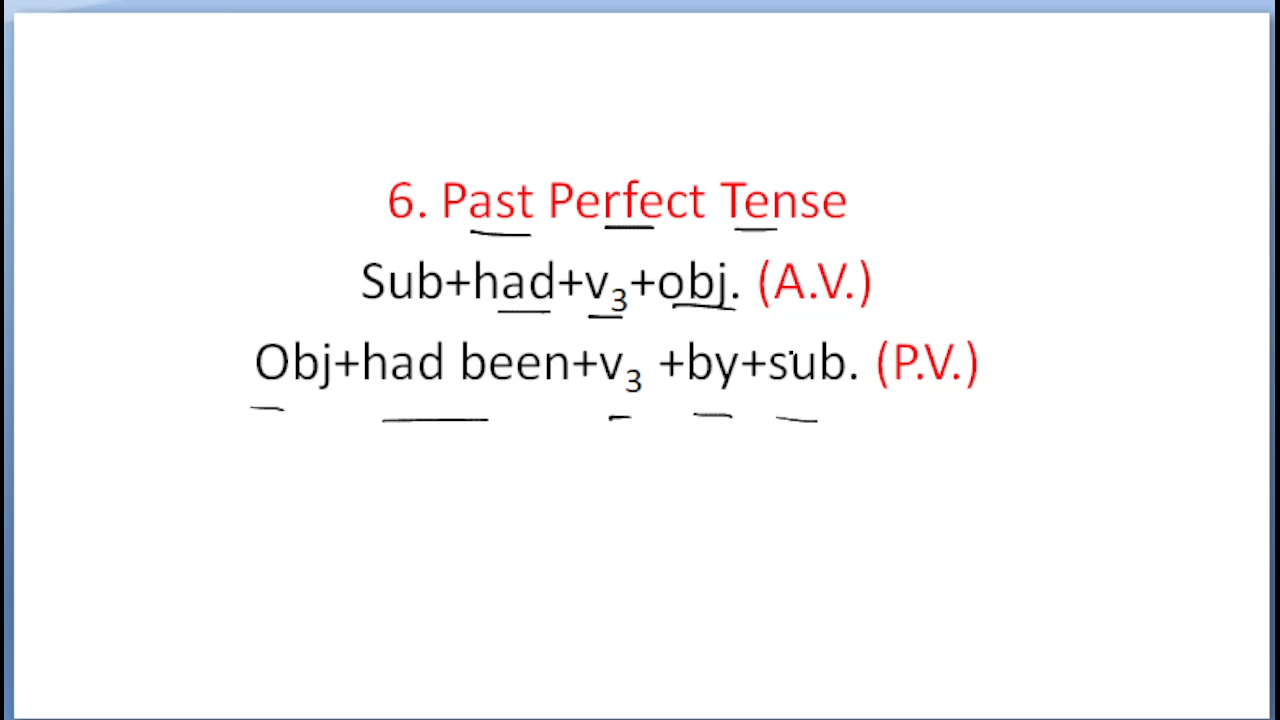 6. Past Perfect Tense
Sub+had+v₃+obj. (A.V.)
Obj+had been+v₃ +by+sub. (P.V.)